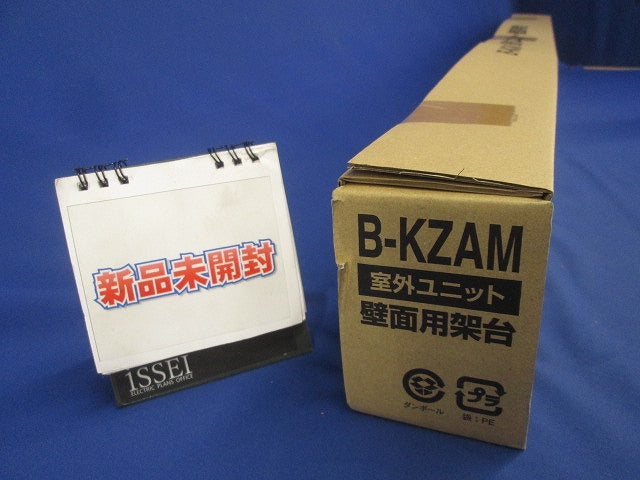 新品未開封
1SSEI
ELECTRIC PLANS OFFICE
B-KZAM
室外ユニット
壁面用架台
ダンボール
プラ
袋：PE